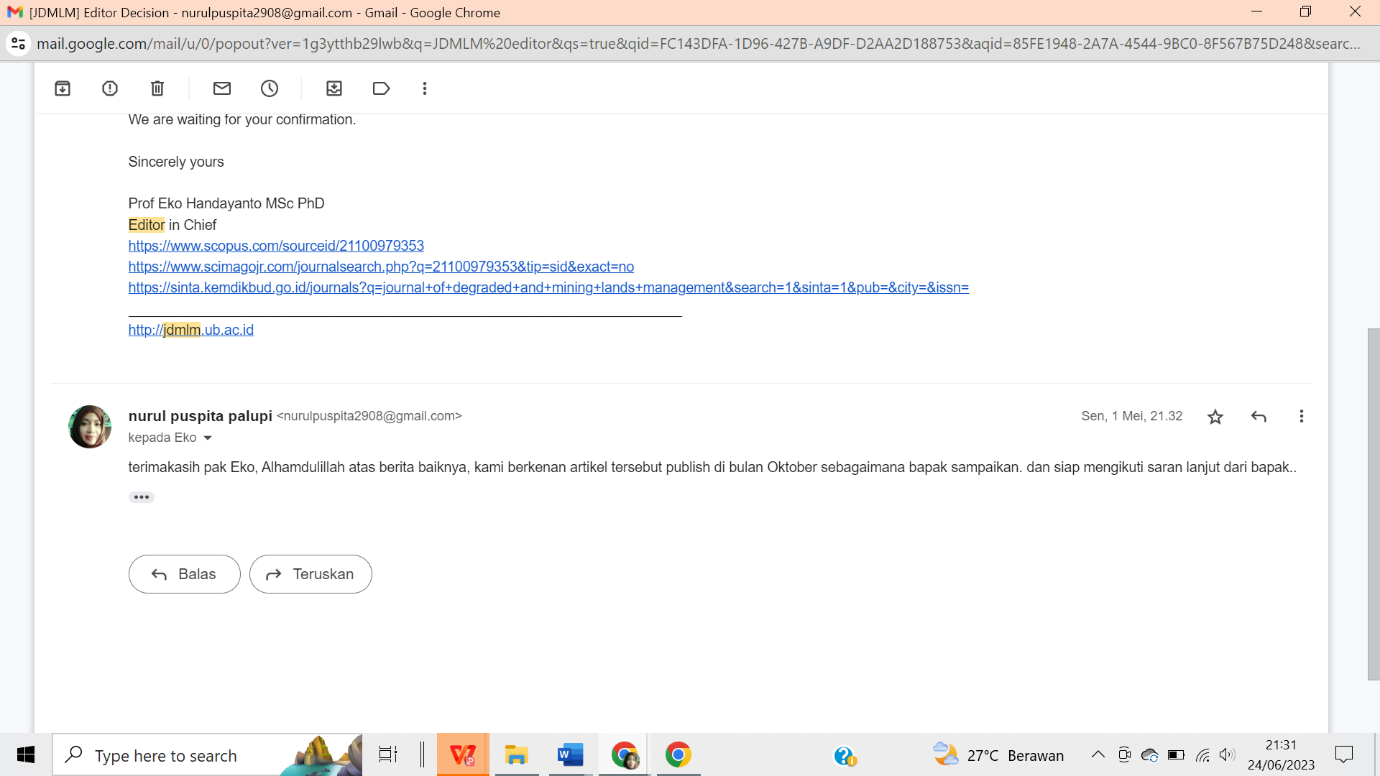 [JDMLM] Editor Decision - nurulpuspita2908@gmail.com - Gmail - Google Chrome
mail.google.com/mail/u/0/popout?ver=1g3ytthb29lwb&q=JDMLM%20editor&qs=true&qid=FC143DFA-1D96-427B-A9DF-D2AA2D188753&aqid=85FE1948-2A7A-4544-9BC0-8F567B75D248&searc...
We are waiting for your confirmation.
Sincerely yours
Prof Eko Handayanto MSc PhD
Editor in Chief
https://www.scopus.com/sourceid/21100979353
https://www.scimagojr.com/journalsearch.php?q=21100979353&tip=sid&exact=no
https://sinta.kemdikbud.go.id/journals?q=journal+of+degraded+and+mining+lands+management&search=1&sinta=1&pub=&city=&issn=
http://jdmlm.ub.ac.id
nurul puspita palupi <nurulpuspita2908@gmail.com>
Sen, 1 Mei, 21.32
kepada Eko
terimakasih pak Eko, Alhamdulillah atas berita baiknya, kami berkenan artikel tersebut publish di bulan Oktober sebagaimana bapak sampaikan. dan siap mengikuti saran lanjut dari bapak..
Balas
Teruskan
Type here to search
27°C Berawan
21:31
24/06/2023